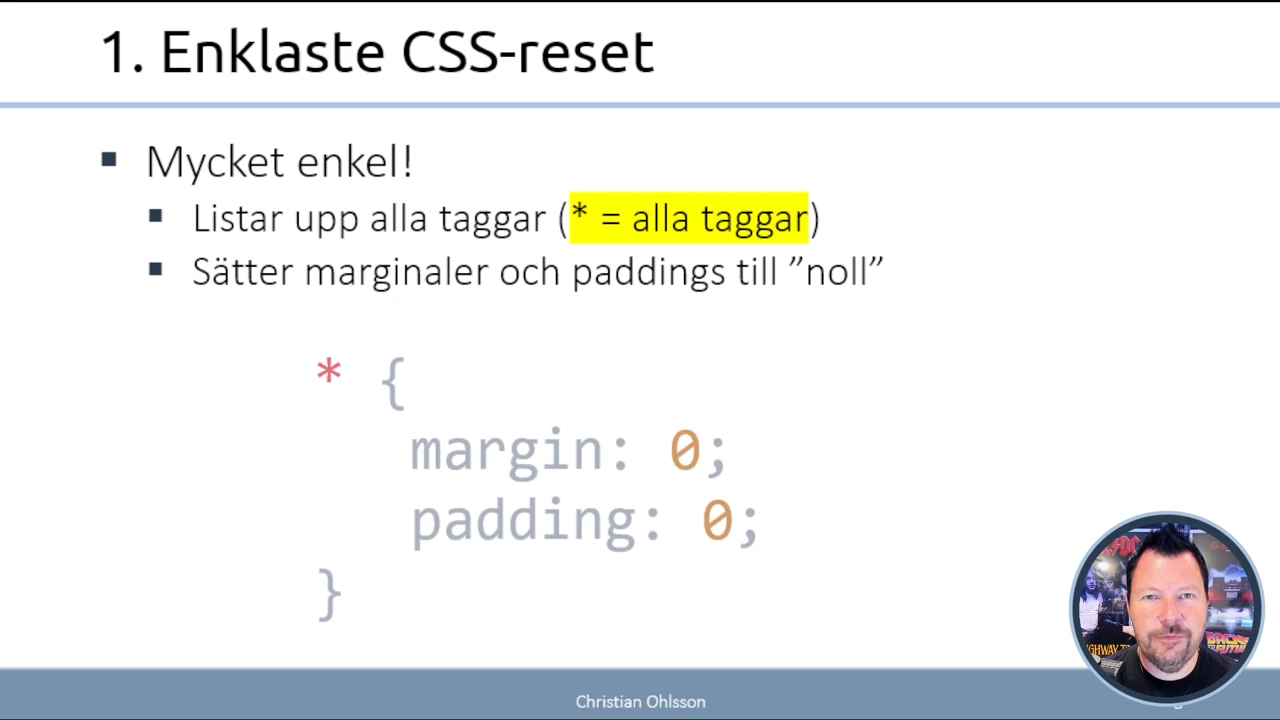 1. Enklaste CSS-reset
▪ Mycket enkel!
▪ Listar upp alla taggar (* = alla taggar)
▪ Sätter marginaler och paddings till ”noll”
* {
margin: 0;
padding: 0;
}
Christian Ohlsson